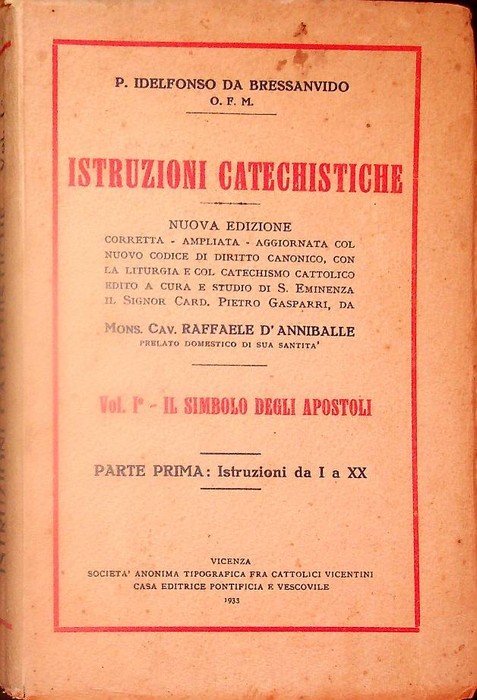 P. IDELFONSO DA BRESSANVIDO
O. F. M.
ISTRUZIONI CATECHISTICHE
NUOVA EDIZIONE
CORRETTA - AMPLIATA - AGGIORNATA COL
NUOVO CODICE DI DIRITTO CANONICO, CON
LA LITURGIA E COL CATECHISMO CATTOLICO
EDITO A CURA E STUDIO DI S. EMINENZA
IL SIGNOR CARD. PIETRO GASPARRI, DA
MONS. CAV. RAFFAELE D'ANNIBALLE
PRELATO DOMESTICO DI SUA SANTITA'
Vol. I° - IL SIMBOLO DEGLI APOSTOLI
PARTE PRIMA: Istruzioni da I a XX
VICENZA
SOCIETA' ANONIMA TIPOGRAFICA FRA CATTOLICI VICENTINI
CASA EDITRICE PONTIFICIA E VESCOVILE
1933